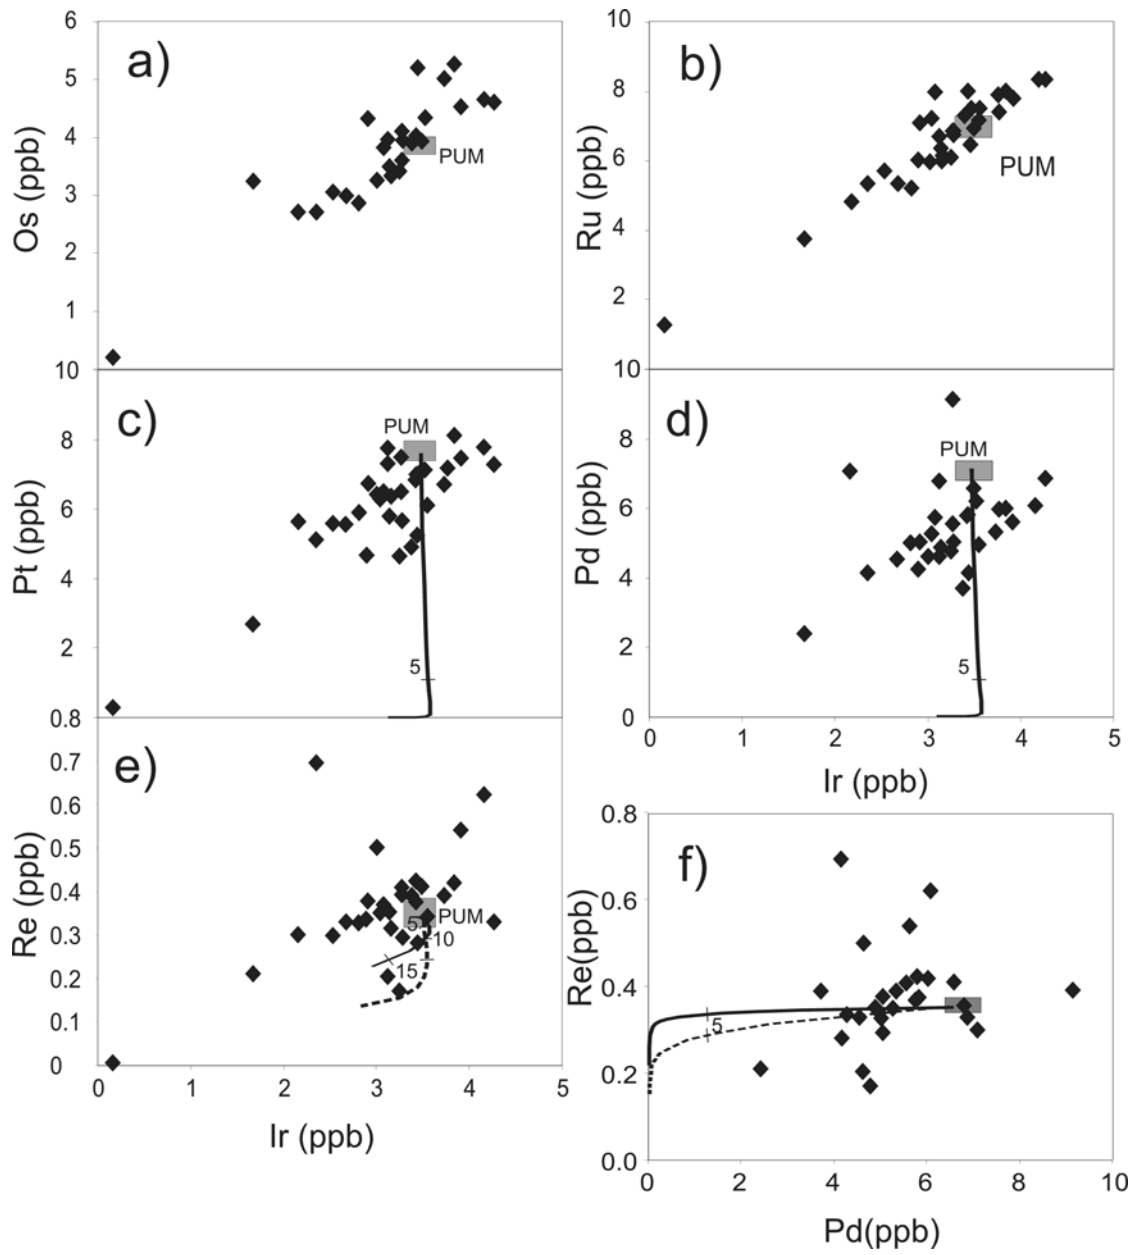 a)
6
5
4
3
2
1
10
Os (ppb)
PUM
b)
10
8
6
4
2
10
Ru (ppb)
PUM
c)
8
6
4
2
0.8
Pt (ppb)
PUM
5
d)
8
6
4
2
0
Pd (ppb)
PUM
5
0 1 2 3 4 5
Ir (ppb)
e)
0.7
0.6
0.5
0.4
0.3
0.2
0.1
0
Re (ppb)
5
PUM
10
15
0 2 3 4 5
Ir (ppb)
f)
0.8
0.6
0.4
0.2
0.0
Re(ppb)
5
0 2 4 6 8 10
Pd(ppb)